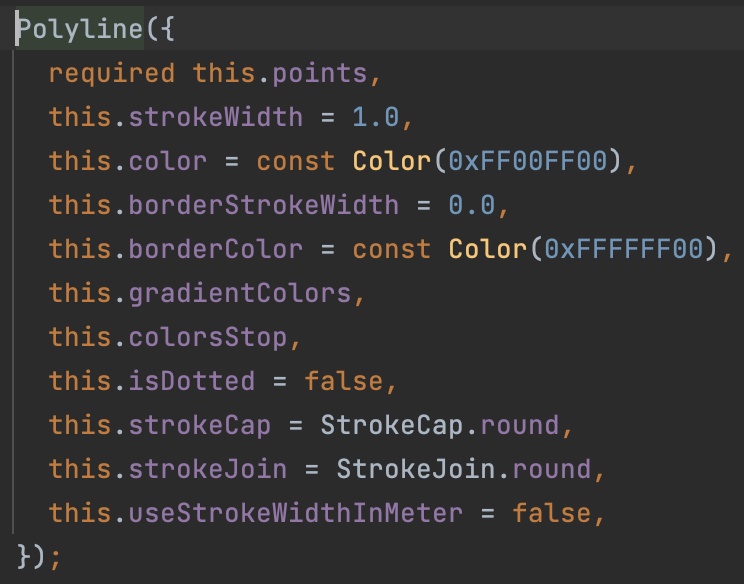 Polyline({
  required this.points,
  this.strokeWidth = 1.0,
  this.color = const Color(0xFF00FF00),
  this.borderStrokeWidth = 0.0,
  this.borderColor = const Color(0xFFFFFF00),
  this.gradientColors,
  this.colorsStop,
  this.isDotted = false,
  this.strokeCap = StrokeCap.round,
  this.strokeJoin = StrokeJoin.round,
  this.useStrokeWidthInMeter = false,
});